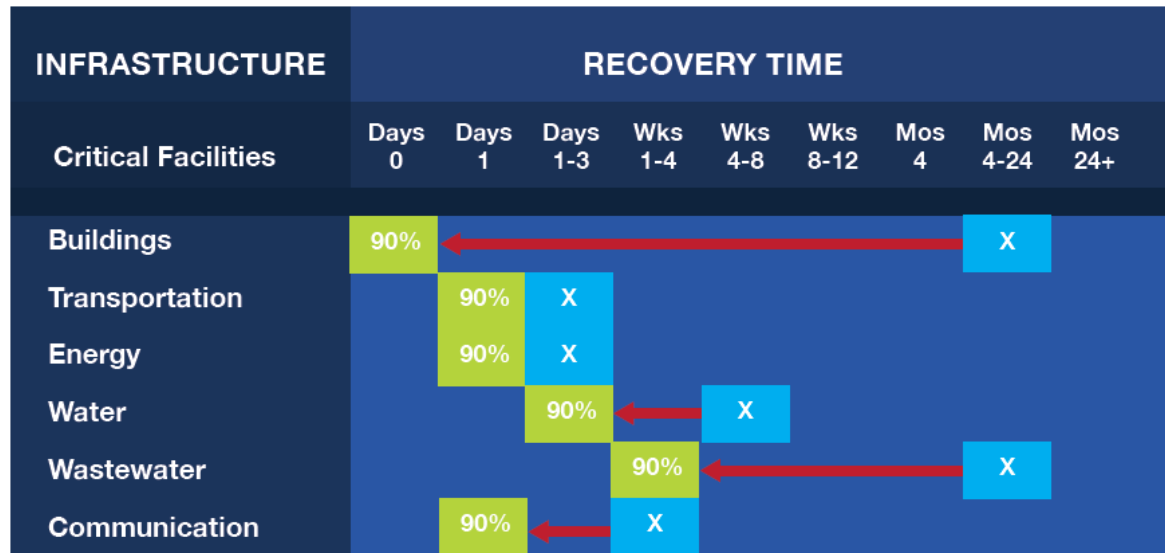 INFRASTRUCTURE RECOVERY TIME
Critical Facilities Days 0 Days 1 Days 1-3 Wks 1-4 Wks 4-8 Wks 8-12 Mos 4 Mos 4-24 Mos 24+
Buildings 90% X
Transportation 90% X
Energy 90% X
Water 90% X
Wastewater 90% X
Communication 90% X